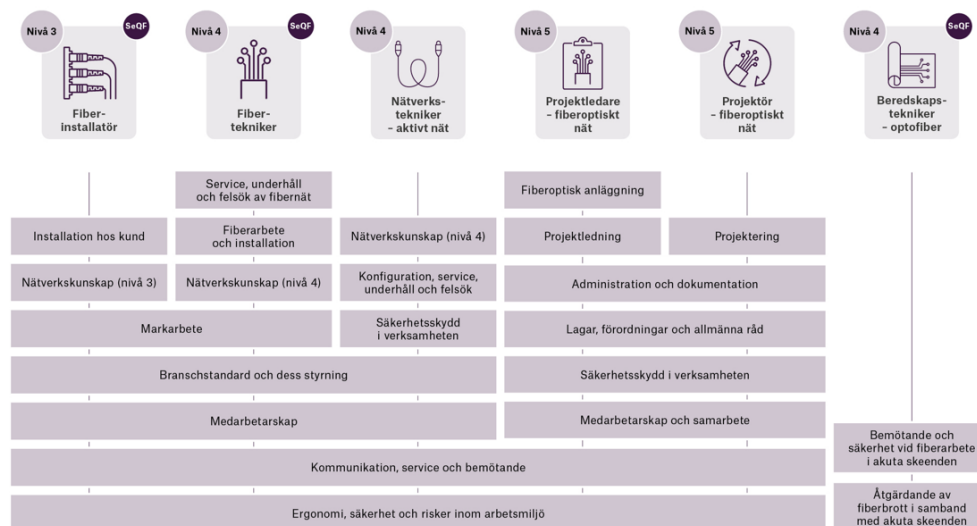 Nivå 3
SeQF
Fiber-
installatör
Nivå 4
SeQF
Fiber-
tekniker
Nivå 4
Nätverks-
tekniker
– aktivt nät
Nivå 5
Projektledare
– fiberoptiskt
nät
Nivå 5
Projektör
– fiberoptiskt
nät
Nivå 4
SeQF
Beredskaps-
tekniker
– optofiber
Service, underhåll
och felsök av fibernät
Fiberoptisk anläggning
Installation hos kund
Fiberarbete
och installation
Nätverkskunskap (nivå 4)
Projektledning
Projektering
Nätverkskunskap (nivå 3)
Nätverkskunskap (nivå 4)
Konfiguration, service,
underhåll och felsök
Administration och dokumentation
Markarbete
Säkerhetsskydd
i verksamheten
Lagar, förordningar och allmänna råd
Branschstandard och dess styrning
Säkerhetsskydd i verksamheten
Medarbetarskap
Medarbetarskap och samarbete
Bemötande och
säkerhet vid fiberarbete
i akuta skeenden
Kommunikation, service och bemötande
Åtgärdande av
fiberbrott i samband
med akuta skeenden
Ergonomi, säkerhet och risker inom arbetsmiljö